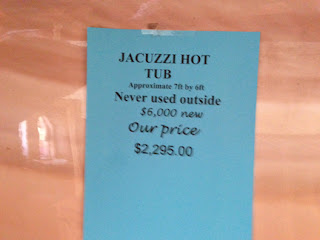 JACUZZI HOT
TUB
Approximate 7ft by 6ft
Never used outside
$6,000 new
Our price
$2,295.00